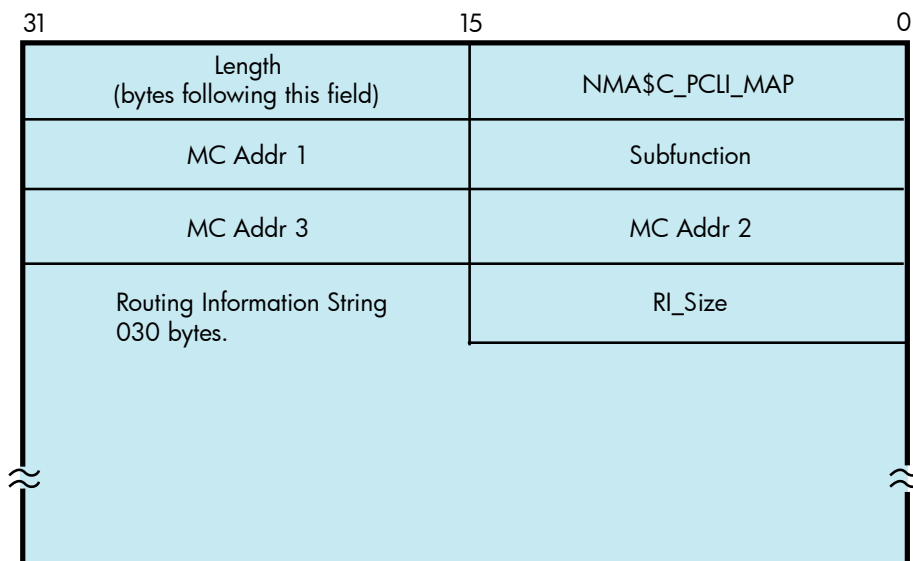 31 15 0
Length
(bytes following this field)
NMA$C_PCLI_MAP
MC Addr 1
Subfunction
MC Addr 3
MC Addr 2
Routing Information String
030 bytes.
RI_Size